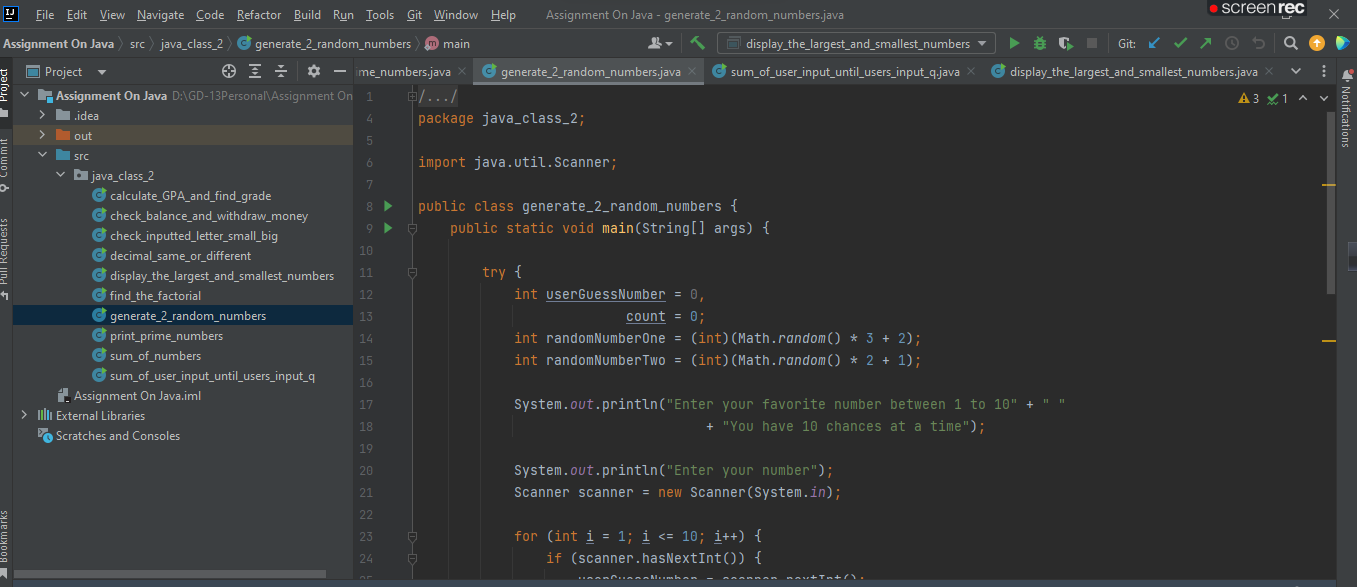 screenrec
File Edit View Navigate Code Refactor Build Run Tools Git Window Help Assignment On Java - generate_2_random_numbers.java
Assignment On Java src java_class_2 generate_2_random_numbers main display_the_largest_and_smallest_numbers Git:
Project
me_numbers.java generate_2_random_numbers.java sum_of_user_input_until_users_input_q.java display_the_largest_and_smallest_numbers.java
Project
Commit
Pull Requests
Bookmarks
Assignment On Java D:\GD-13Personal\Assignment On
.idea
out
src
java_class_2
calculate_GPA_and_find_grade
check_balance_and_withdraw_money
check_inputted_letter_small_big
decimal_same_or_different
display_the_largest_and_smallest_numbers
find_the_factorial
generate_2_random_numbers
print_prime_numbers
sum_of_numbers
sum_of_user_input_until_users_input_q
Assignment On Java.iml
External Libraries
Scratches and Consoles
1 /.../
4 package java_class_2;
5
6 import java.util.Scanner;
7
8 public class generate_2_random_numbers {
9 public static void main(String[] args) {
10
11 try {
12 int userGuessNumber = 0,
13 count = 0;
14 int randomNumberOne = (int)(Math.random() * 3 + 2);
15 int randomNumberTwo = (int)(Math.random() * 2 + 1);
16
17 System.out.println("Enter your favorite number between 1 to 10" + " "
18 + "You have 10 chances at a time");
19
20 System.out.println("Enter your number");
21 Scanner scanner = new Scanner(System.in);
22
23 for (int i = 1; i <= 10; i++) {
24 if (scanner.hasNextInt()) {
25 userGuessNumber = scanner.nextInt();
3 1
Notifications